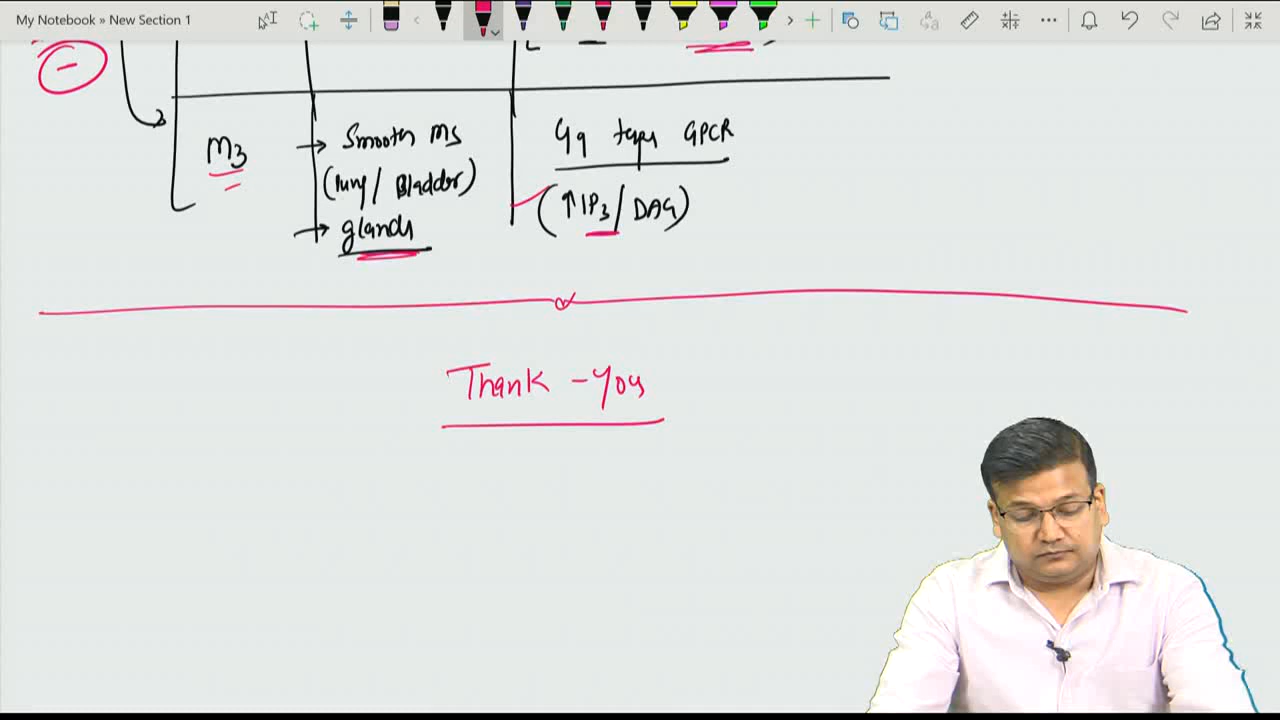 My Notebook » New Section 1
M3
→ Smooth MS
(lung/ Bladder)
→ glands
Gq type GPCR
(↑IP3/DAG)
Thank -You